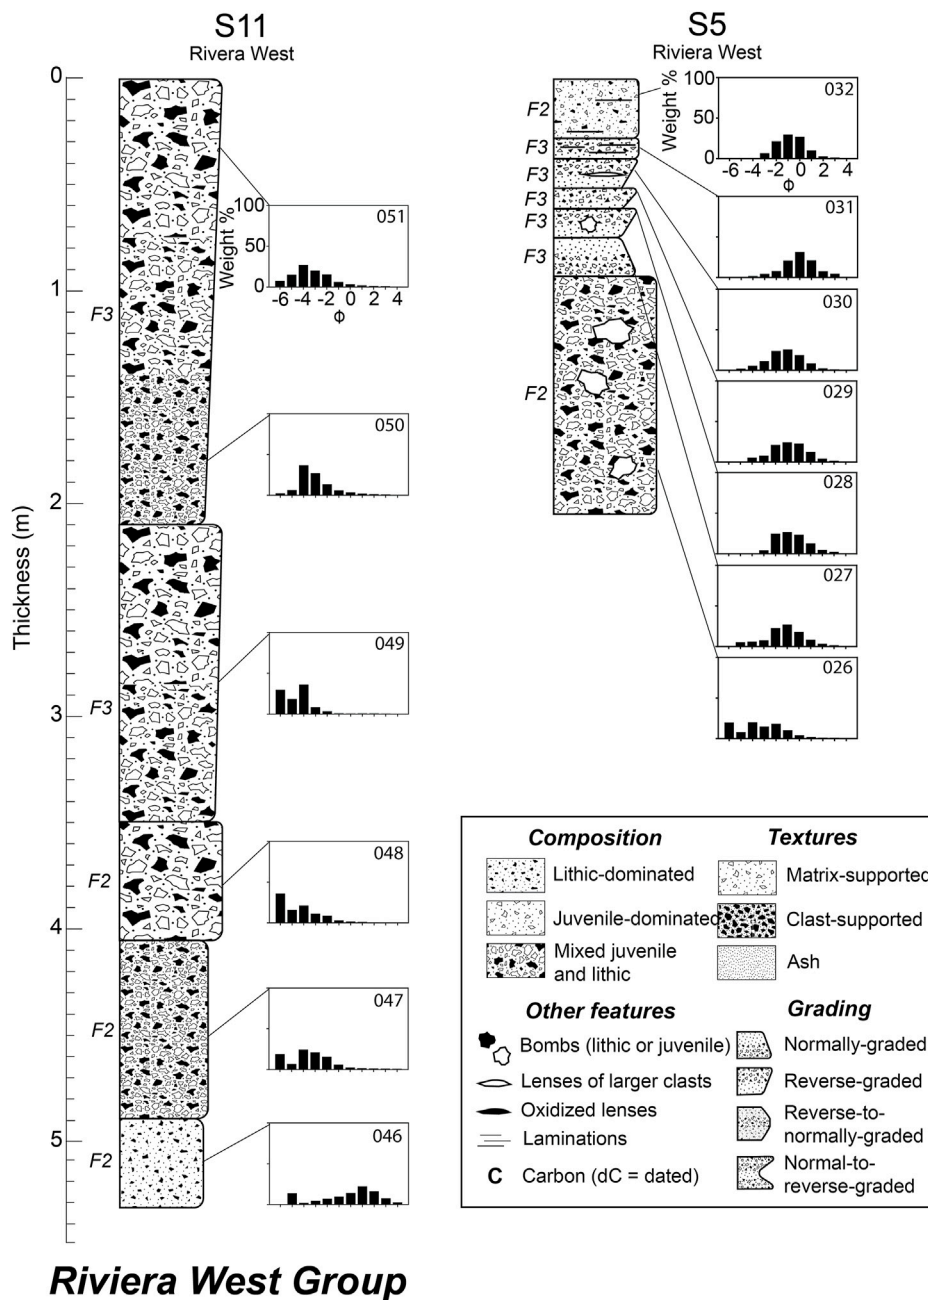 S11
Rivera West
S5
Riviera West
Thickness (m)
0
1
2
3
4
5
F3
F3
F2
F2
F2
Weight %
100
50
0
051
-6 -4 -2 0 2 4
Φ
050
049
048
047
046
F2
F3
F3
F3
F3
F3
F2
Weight %
100
50
0
032
-6 -4 -2 0 2 4
Φ
031
030
029
028
027
026
Composition
Lithic-dominated
Juvenile-dominated
Mixed juvenile
and lithic
Textures
Matrix-supported
Clast-supported
Ash
Other features
Bombs (lithic or juvenile)
Lenses of larger clasts
Oxidized lenses
Laminations
C Carbon (dC = dated)
Grading
Normally-graded
Reverse-graded
Reverse-to-
normally-graded
Normal-to-
reverse-graded
Riviera West Group